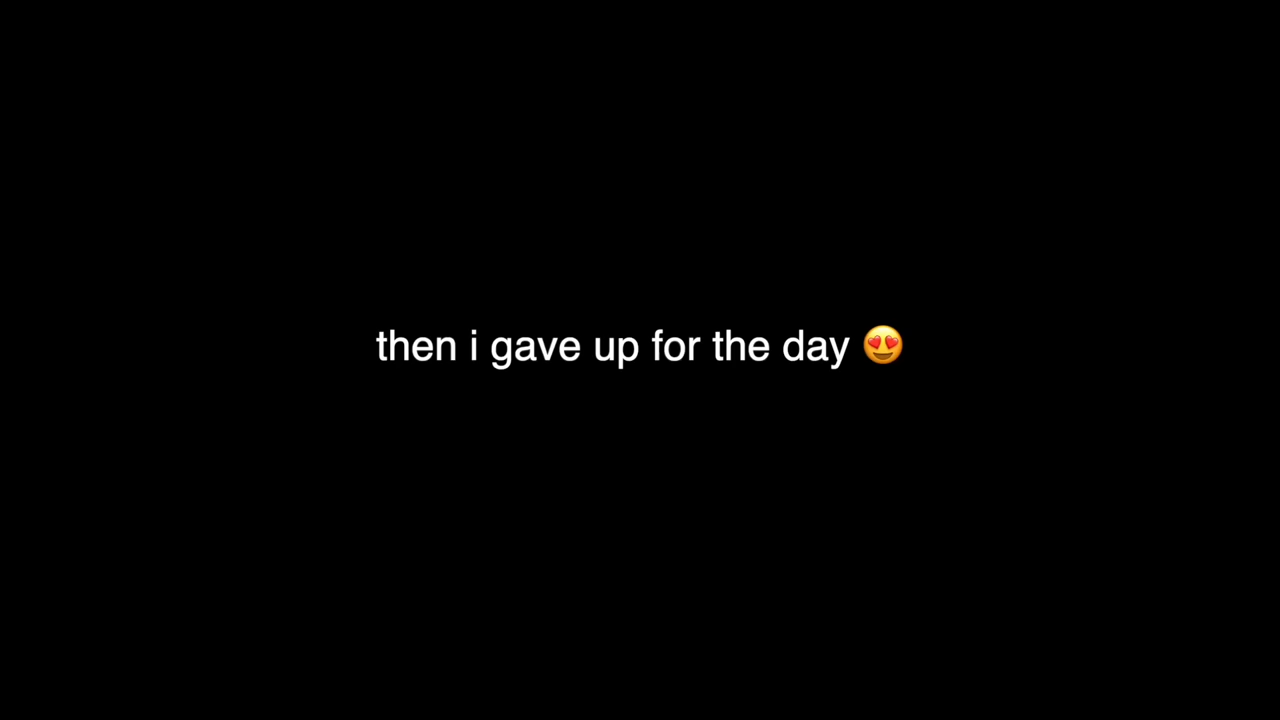 then i gave up for the day 😍